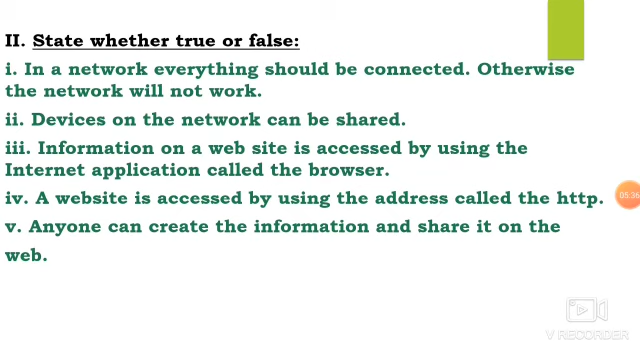 II. State whether true or false:
i. In a network everything should be connected. Otherwise
the network will not work.
ii. Devices on the network can be shared.
iii. Information on a web site is accessed by using the
Internet application called the browser.
iv. A website is accessed by using the address called the http.
05:36
v. Anyone can create the information and share it on the
web.
V RECORDER